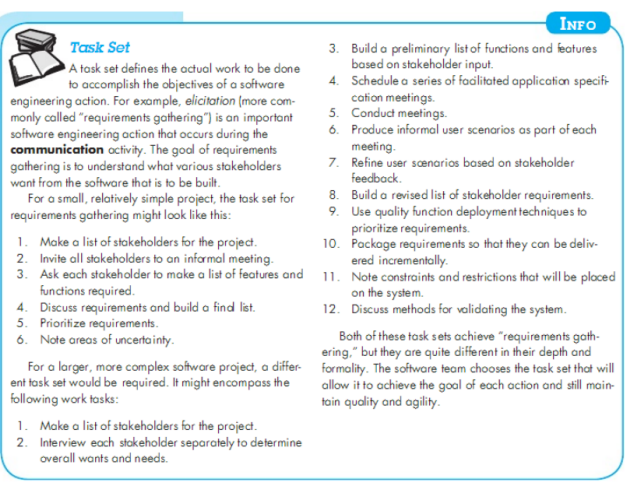 INFO
Task Set
A task set defines the actual work to be done
to accomplish the objectives of a software
engineering action. For example, elicitation (more com-
monly called "requirements gathering") is an important
software engineering action that occurs during the
communication activity. The goal of requirements
gathering is to understand what various stakeholders
want from the software that is to be built.
For a small, relatively simple project, the task set for
requirements gathering might look like this:
1. Make a list of stakeholders for the project.
2. Invite all stakeholders to an informal meeting.
3. Ask each stakeholder to make a list of features and
functions required.
4. Discuss requirements and build a final list.
5. Prioritize requirements.
6. Note areas of uncertainty.
For a larger, more complex software project, a differ-
ent task set would be required. It might encompass the
following work tasks:
1. Make a list of stakeholders for the project.
2. Interview each stakeholder separately to determine
overall wants and needs.
3. Build a preliminary list of functions and features
based on stakeholder input.
4. Schedule a series of facilitated application specifi-
cation meetings.
5. Conduct meetings.
6. Produce informal user scenarios as part of each
meeting.
7. Refine user scenarios based on stakeholder
feedback.
8. Build a revised list of stakeholder requirements.
9. Use quality function deployment techniques to
prioritize requirements.
10. Package requirements so that they can be deliv-
ered incrementally.
11. Note constraints and restrictions that will be placed
on the system.
12. Discuss methods for validating the system.
Both of these task sets achieve "requirements gath-
ering," but they are quite different in their depth and
formality. The software team chooses the task set that will
allow it to achieve the goal of each action and still main-
tain quality and agility.